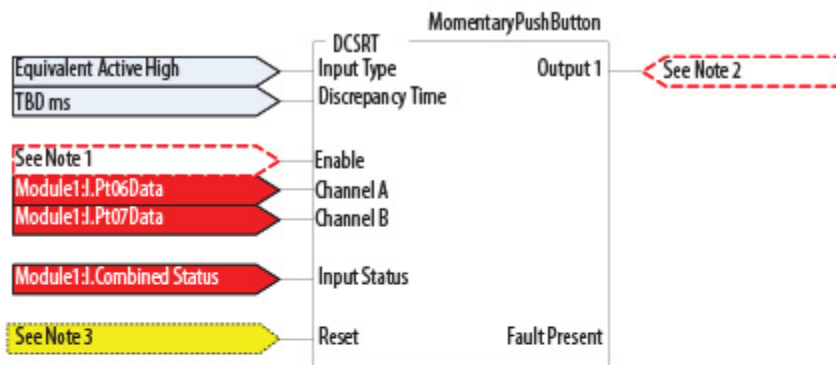 MomentaryPushButton
DCSRT
Equivalent Active High Input Type Output 1 See Note 2
TBD ms Discrepancy Time
See Note 1 Enable
Module1:I.Pt06Data Channel A
Module1:I.Pt07Data Channel B
Module1:I.Combined Status Input Status
See Note 3 Reset Fault Present